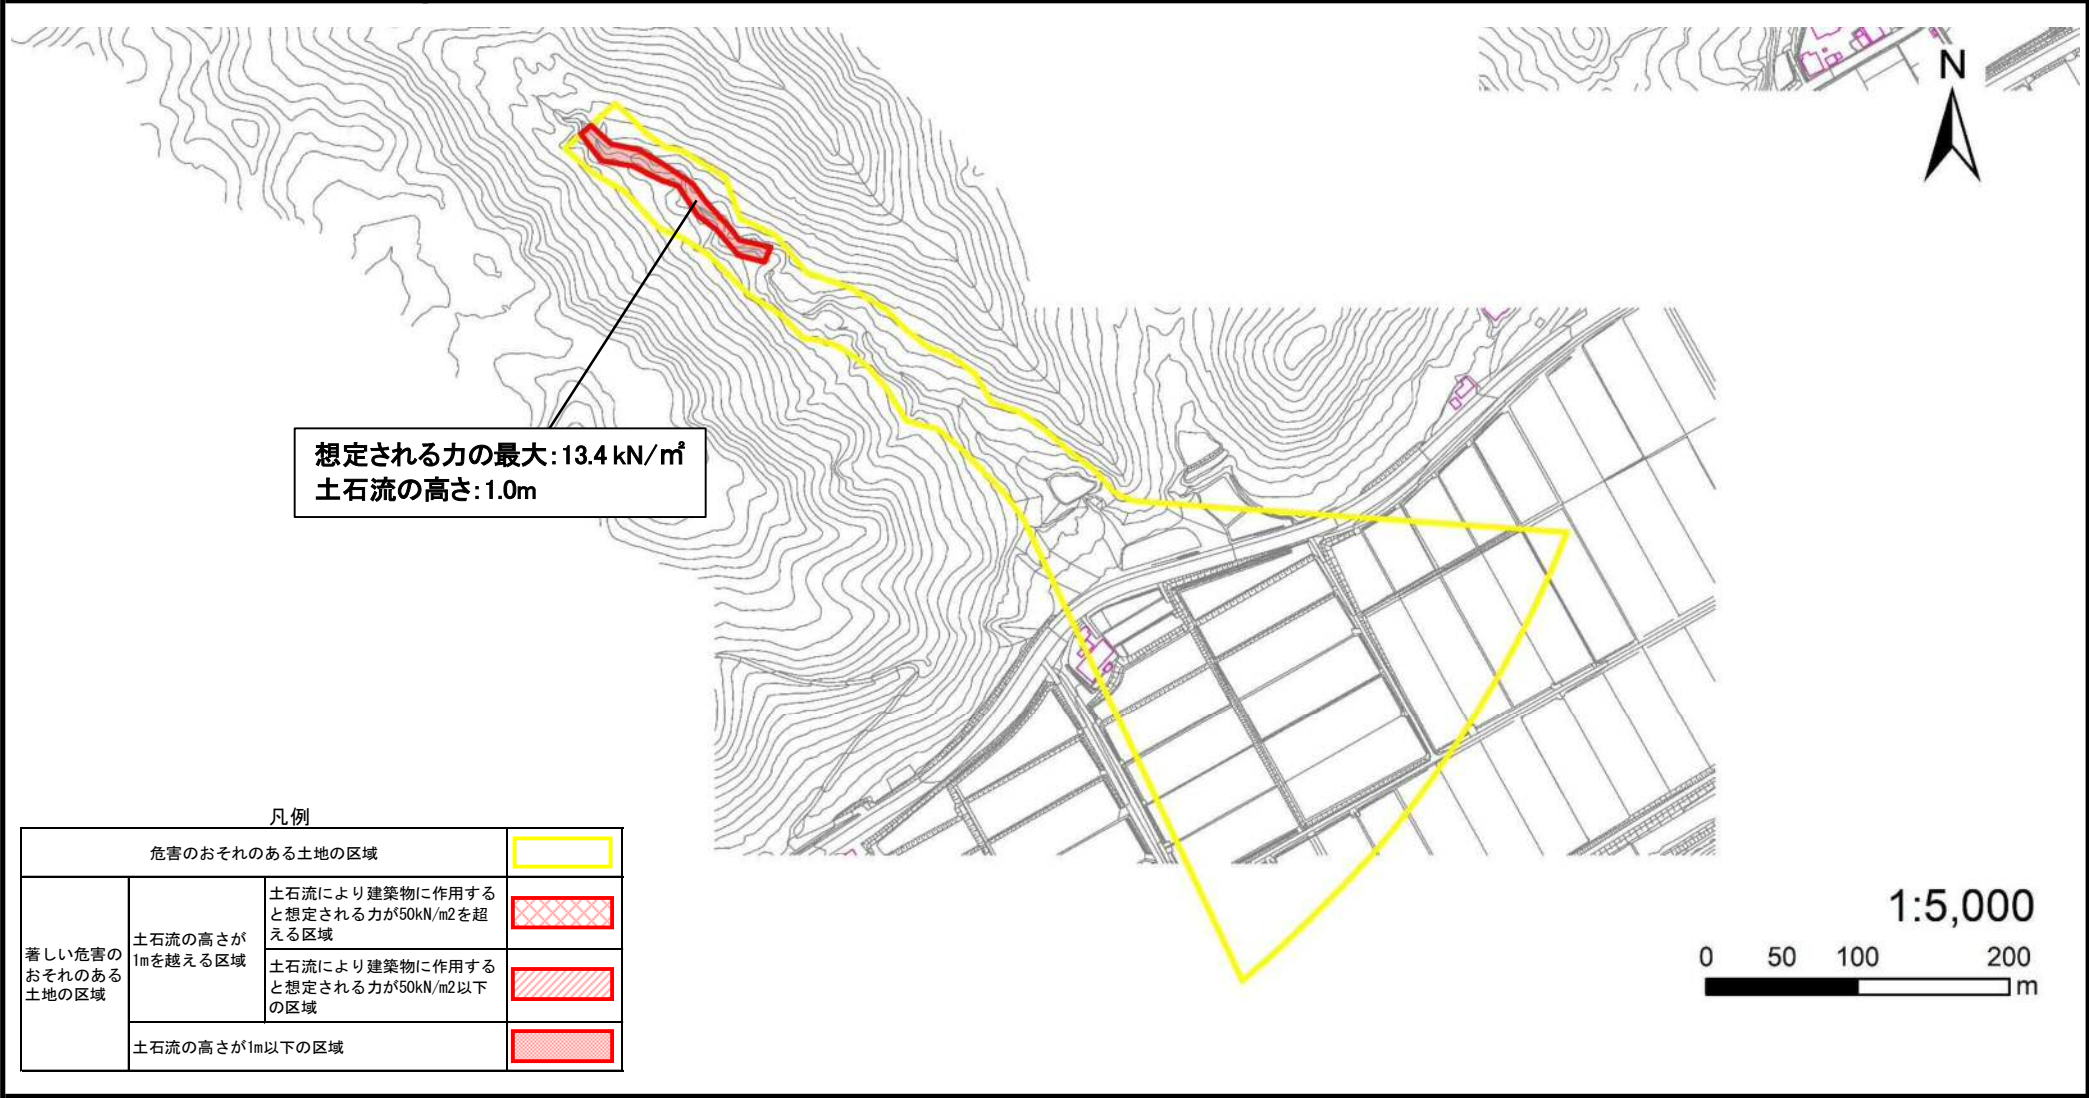 N
想定される力の最大:13.4 kN/㎡
土石流の高さ:1.0m
凡例
危害のおそれのある土地の区域
著しい危害の
おそれのある
土地の区域
土石流の高さが
1mを越える区域
土石流により建築物に作用する
と想定される力が50kN/m2を超
える区域
土石流により建築物に作用する
と想定される力が50kN/m2以下
の区域
土石流の高さが1m以下の区域
1:5,000
0 50 100 200
m